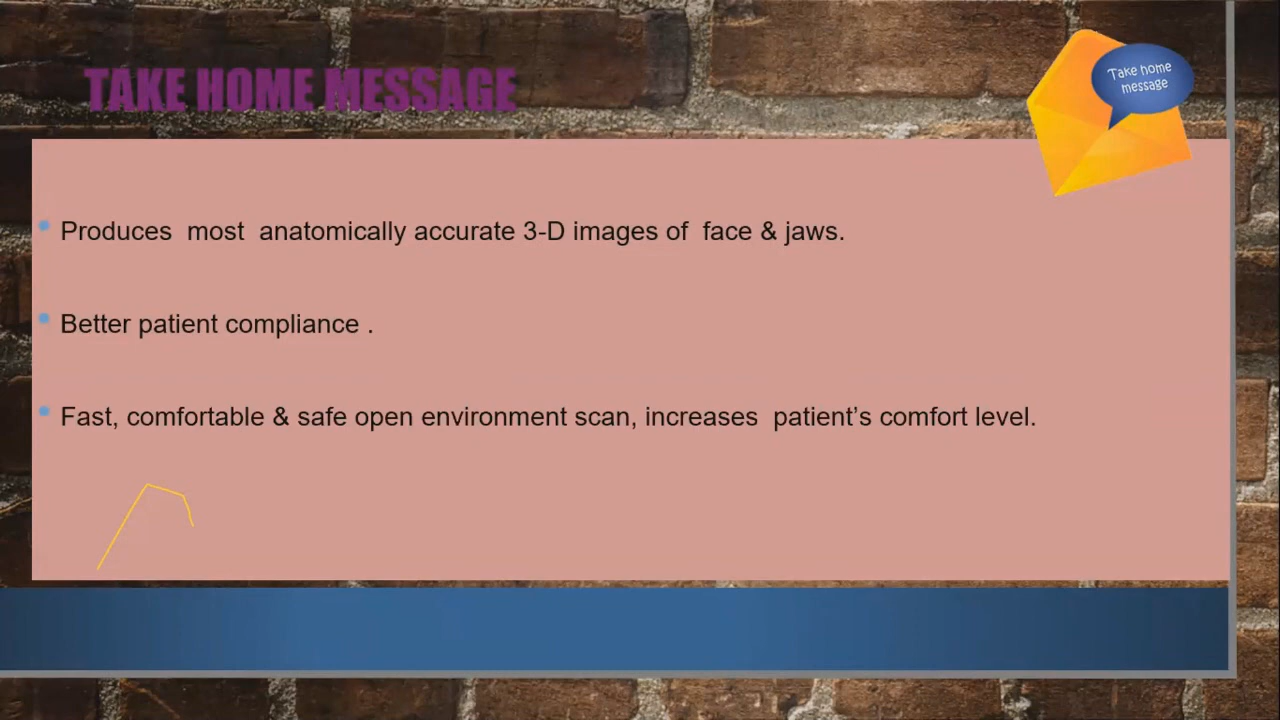 TAKE HOME MESSAGE
Take home
message
Produces most anatomically accurate 3-D images of face & jaws.
Better patient compliance .
Fast, comfortable & safe open environment scan, increases patient’s comfort level.